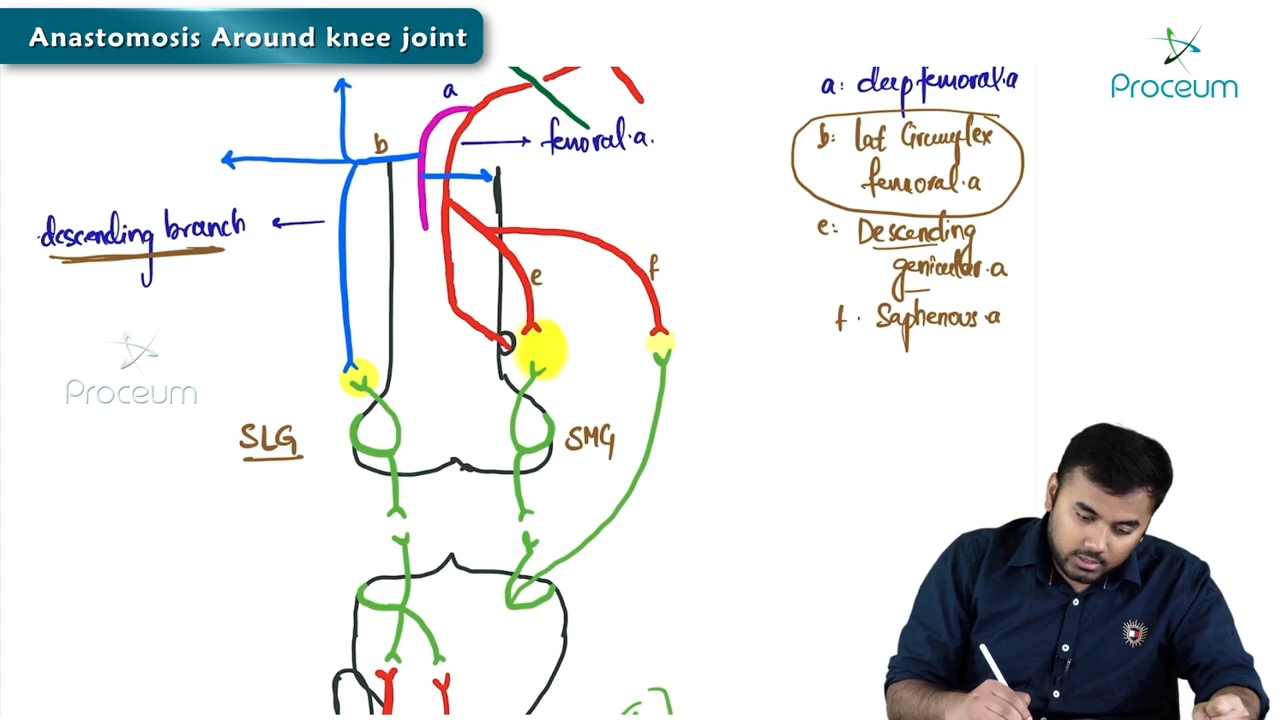 Anastomosis Around knee joint
Proceum
a: deep femoral.a
b: lat Circumflex
femoral.a
e: Descending
genicular.a
f. Saphenous.a
a
b
femoral.a.
descending branch
e
f
Proceum
SLG
SMG